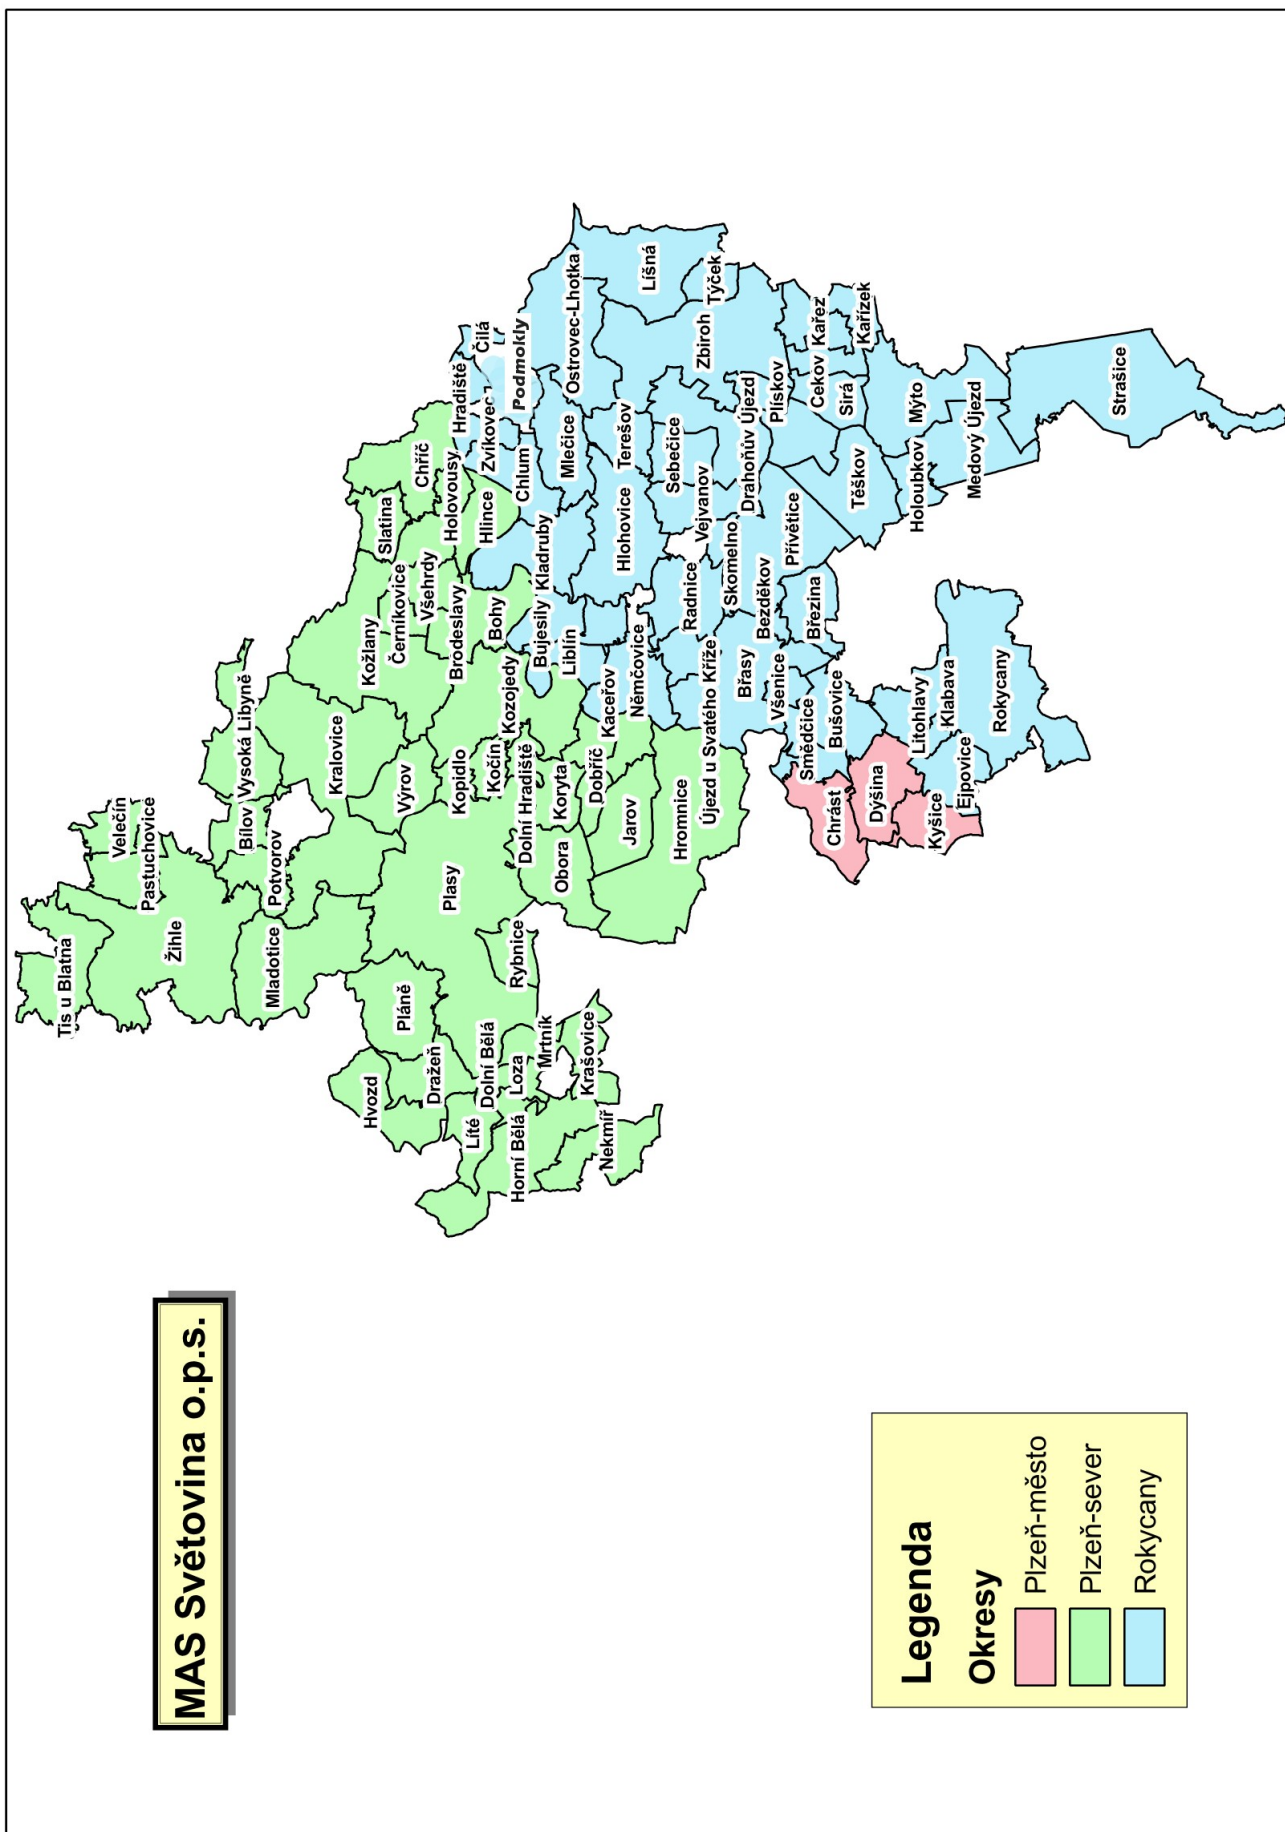 MAS Světovina o.p.s.
Tis u Blatna
Žihle
Velečín
Pastuchovice
Mladotice
Potvorov
Bílov
Vysoká Libyně
Kralovice
Kožlany
Slatina
Černíkovice
Chříč
Všehrdy
Holovousy
Brodeslavy
Hlince
Bohy
Výrov
Hvozd
Pláně
Dražeň
Plasy
Kopidlo
Kočín
Kozojedy
Líté
Dolní Bělá
Rybnice
Dolní Hradiště
Horní Bělá
Loza
Mrtník
Obora
Koryta
Krašovice
Dobříč
Nekmíř
Jarov
Hromnice
Hradiště
Čilá
Zvíkovec
Podmokly
Chlum
Bujesily
Kladruby
Mlečice
Ostrovec-Lhotka
Liblín
Kaceřov
Hlohovice
Terešov
Líšná
Němčovice
Radnice
Vejvanov
Sebečice
Zbiroh
Týček
Újezd u Svatého Kříže
Skomelno
Drahoňův Újezd
Břasy
Bezděkov
Přívětice
Plískov
Všenice
Smědčice
Březina
Cekov
Kařez
Bušovice
Sirá
Kařízek
Chrást
Těškov
Dýšina
Litohlavy
Holoubkov
Mýto
Kyšice
Klabava
Ejpovice
Medový Újezd
Rokycany
Strašice
Legenda
Okresy
Plzeň-město
Plzeň-sever
Rokycany